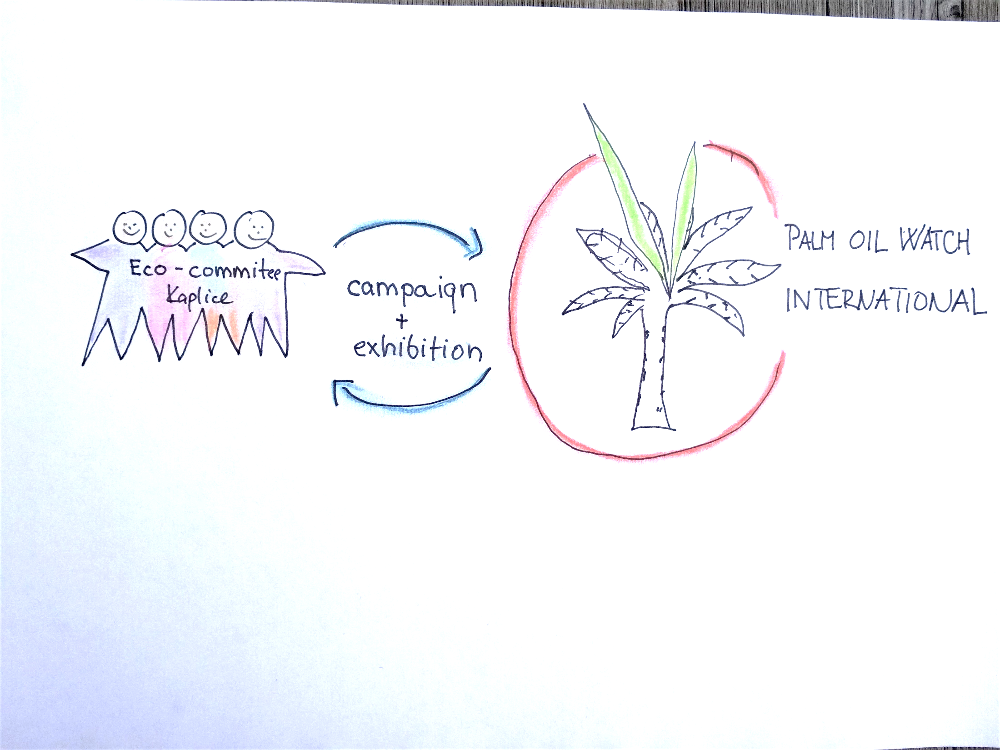 Eco-commitee
Kaplice
campaign
+
exhibition
PALM OIL WATCH
INTERNATIONAL